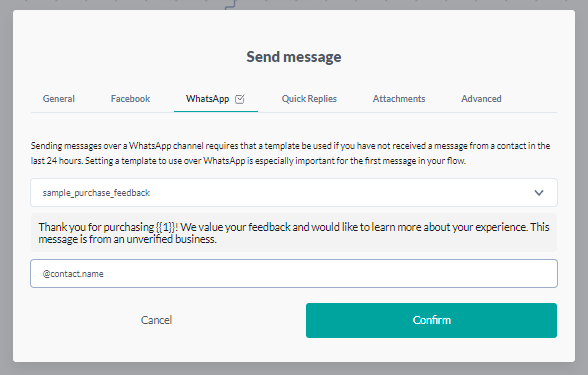 Send message
General Facebook WhatsApp Quick Replies Attachments Advanced
Sending messages over a WhatsApp channel requires that a template be used if you have not received a message from a contact in the
last 24 hours. Setting a template to use over WhatsApp is especially important for the first message in your flow.
sample_purchase_feedback
Thank you for purchasing {{1}}! We value your feedback and would like to learn more about your experience. This
message is from an unverified business.
@contact.name
Cancel Confirm